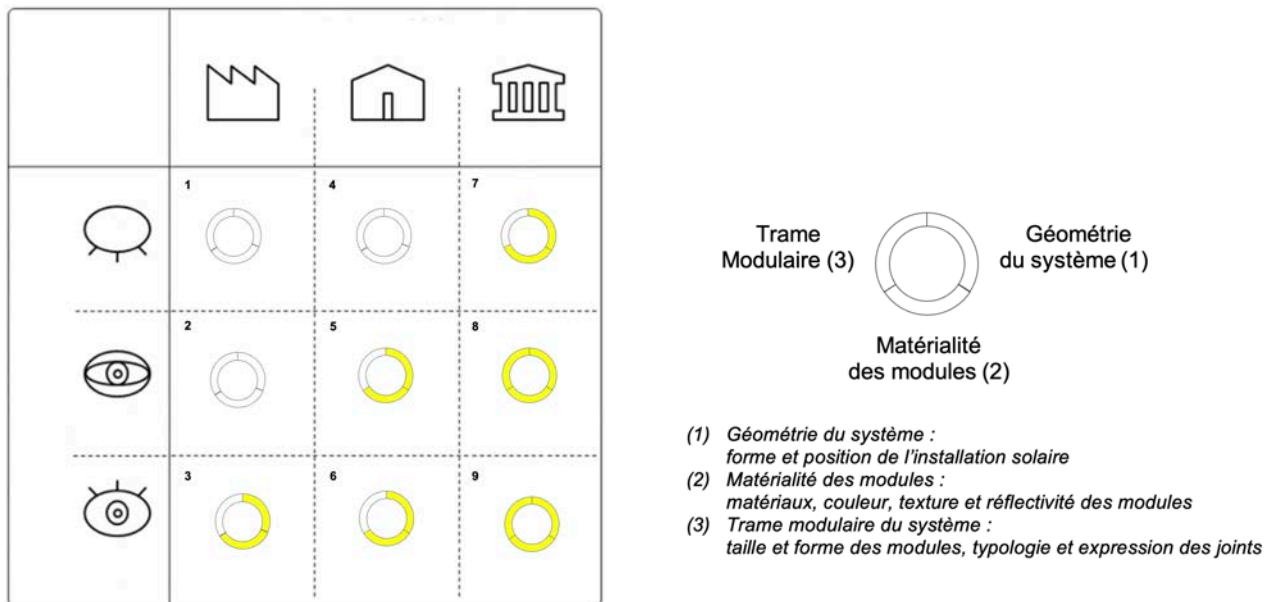 1
4
7
2
5
8
3
6
9
Trame
Modulaire (3)
Géométrie
du système (1)
Matérialité
des modules (2)
(1) Géométrie du système :
forme et position de l'installation solaire
(2) Matérialité des modules :
matériaux, couleur, texture et réflectivité des modules
(3) Trame modulaire du système :
taille et forme des modules, typologie et expression des joints